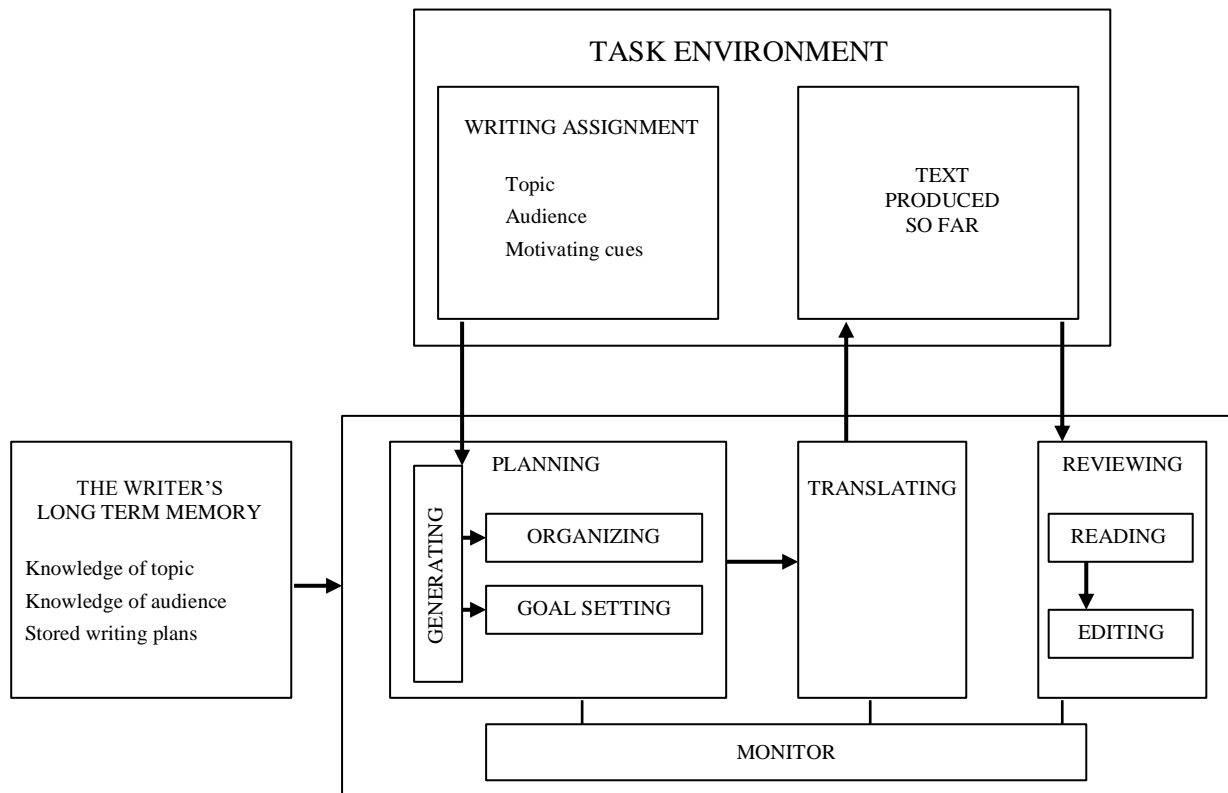 TASK ENVIRONMENT
WRITING ASSIGNMENT
Topic
Audience
Motivating cues
TEXT
PRODUCED
SO FAR
THE WRITER’S
LONG TERM MEMORY
Knowledge of topic
Knowledge of audience
Stored writing plans
PLANNING
GENERATING
ORGANIZING
GOAL SETTING
TRANSLATING
REVIEWING
READING
EDITING
MONITOR